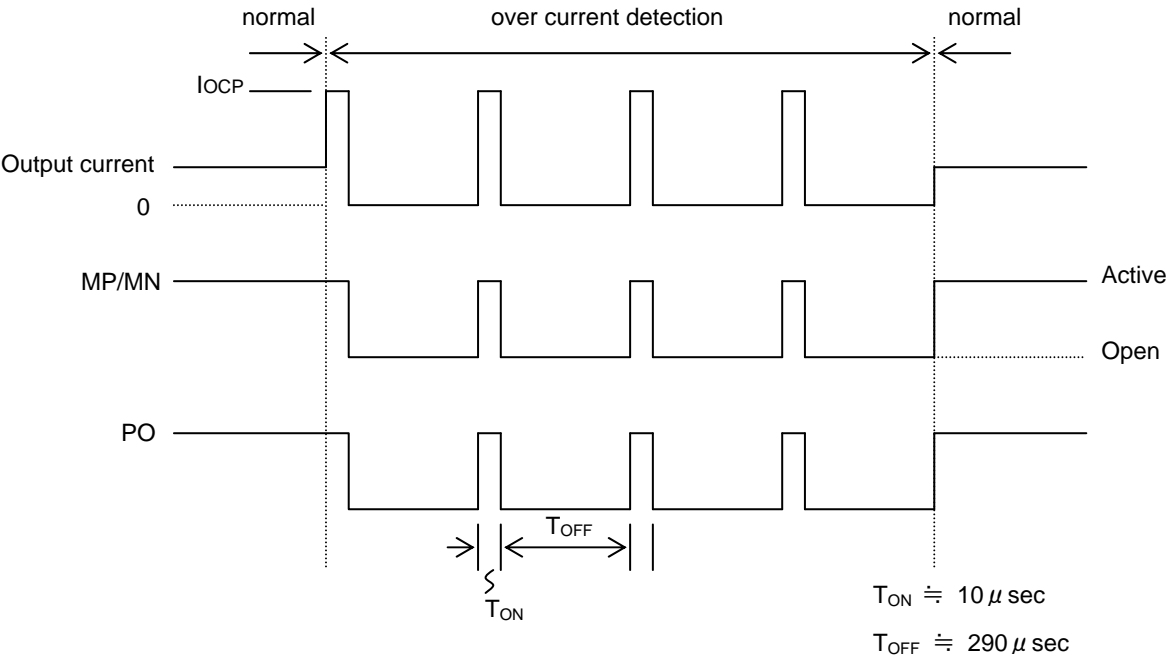 normal over current detection normal
IOCP
Output current
0
MP/MN Active
Open
PO
TOFF
TON
TON ≒ 10 μ sec
TOFF ≒ 290 μ sec